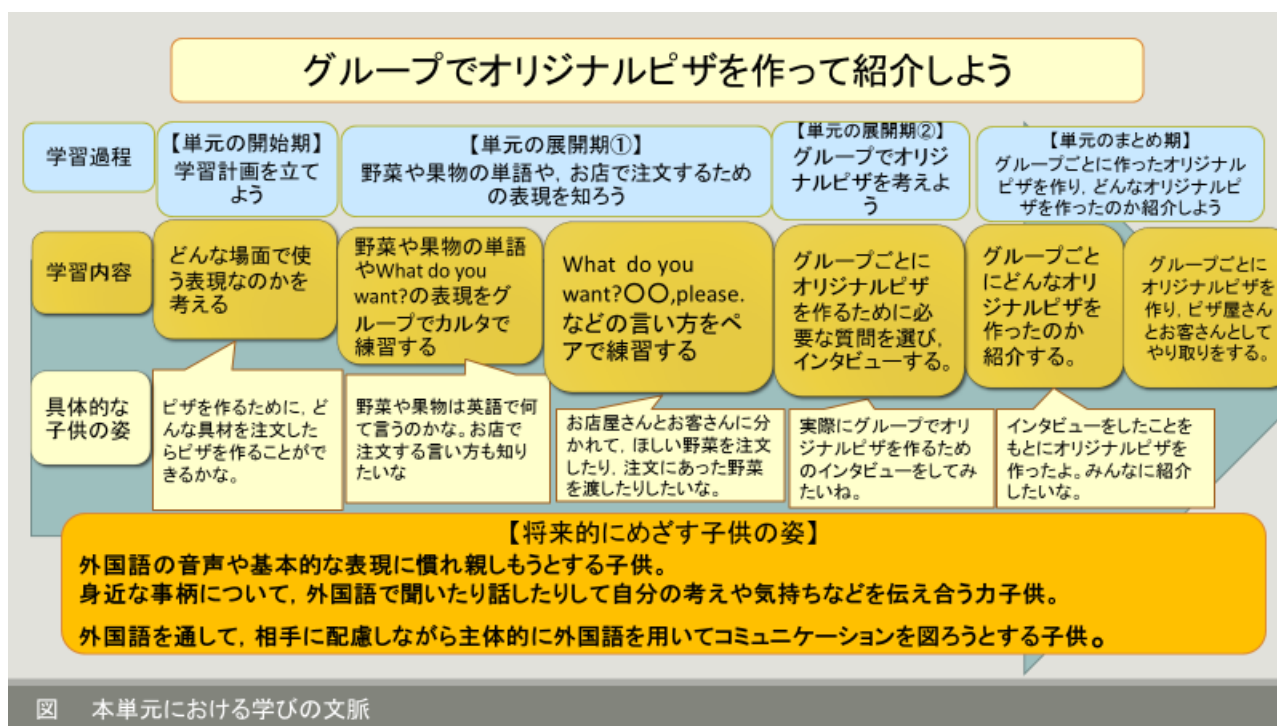 グループでオリジナルピザを作って紹介しよう
学習過程
【単元の開始期】
学習計画を立て
よう
【単元の展開期①】
野菜や果物の単語や，お店で注文するため
の表現を知ろう
【単元の展開期②】
グループでオリジ
ナルピザを考えよ
う
【単元のまとめ期】
グループごとに作ったオリジナル
ピザを作り，どんなオリジナルピ
ザを作ったのか紹介しよう
学習内容
どんな場面で使
う表現なのかを
考える
野菜や果物の単語
やWhat do you
want?の表現をグ
ループでカルタで
練習する
What do you
want?〇〇,please.
などの言い方をペ
アで練習する
グループごとに
オリジナルピザ
を作るために必
要な質問を選び，
インタビューする。
グループごと
にどんなオリ
ジナルピザを
作ったのか
紹介する。
グループごとに
オリジナルピザを
作り，ピザ屋さん
とお客さんとして
やり取りをする。
具体的な
子供の姿
ピザを作るために，ど
んな具材を注文した
らピザを作ることがで
きるかな。
野菜や果物は英語で何
て言うのかな。お店で
注文する言い方も知り
たいな
お店屋さんとお客さんに分
かれて，ほしい野菜を注文
したり，注文にあった野菜
を渡したりしたいな。
実際にグループでオリ
ジナルピザを作るため
のインタビューをしてみ
たいね。
インタビューをしたことを
もとにオリジナルピザを
作ったよ。みんなに紹介
したいな。
【将来的にめざす子供の姿】
外国語の音声や基本的な表現に慣れ親しもうとする子供。
身近な事柄について，外国語で聞いたり話したりして自分の考えや気持ちなどを伝え合う力子供。
外国語を通して，相手に配慮しながら主体的に外国語を用いてコミュニケーションを図ろうとする子供。
図　本単元における学びの文脈